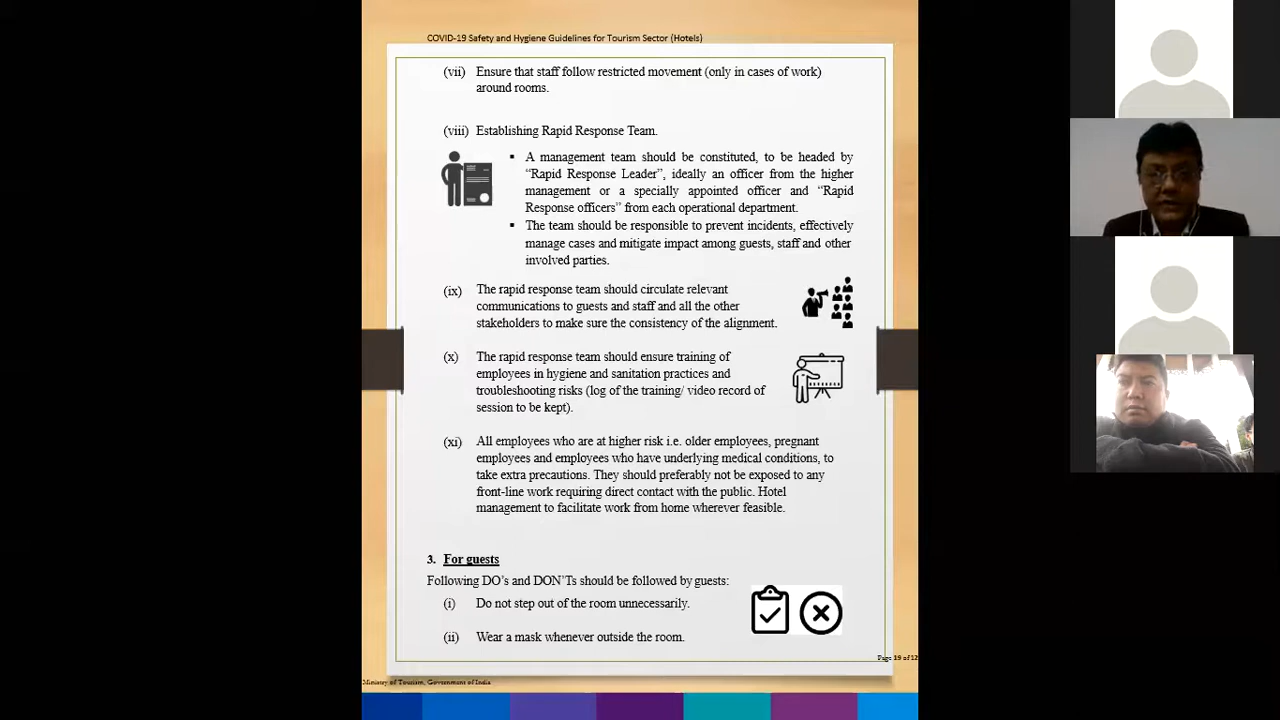 COVID-19 Safety and Hygiene Guidelines for Tourism Sector (Hotels)
(vii) Ensure that staff follow restricted movement (only in cases of work)
around rooms.
(viii) Establishing Rapid Response Team.
▪ A management team should be constituted, to be headed by
“Rapid Response Leader”, ideally an officer from the higher
management or a specially appointed officer and “Rapid
Response officers” from each operational department.
▪ The team should be responsible to prevent incidents, effectively
manage cases and mitigate impact among guests, staff and other
involved parties.
(ix) The rapid response team should circulate relevant
communications to guests and staff and all the other
stakeholders to make sure the consistency of the alignment.
(x) The rapid response team should ensure training of
employees in hygiene and sanitation practices and
troubleshooting risks (log of the training/ video record of
session to be kept).
(xi) All employees who are at higher risk i.e. older employees, pregnant
employees and employees who have underlying medical conditions, to
take extra precautions. They should preferably not be exposed to any
front-line work requiring direct contact with the public. Hotel
management to facilitate work from home wherever feasible.
3. For guests
Following DO’s and DON’Ts should be followed by guests:
(i) Do not step out of the room unnecessarily.
(ii) Wear a mask whenever outside the room.
Page 19 of 12
Ministry of Tourism, Government of India